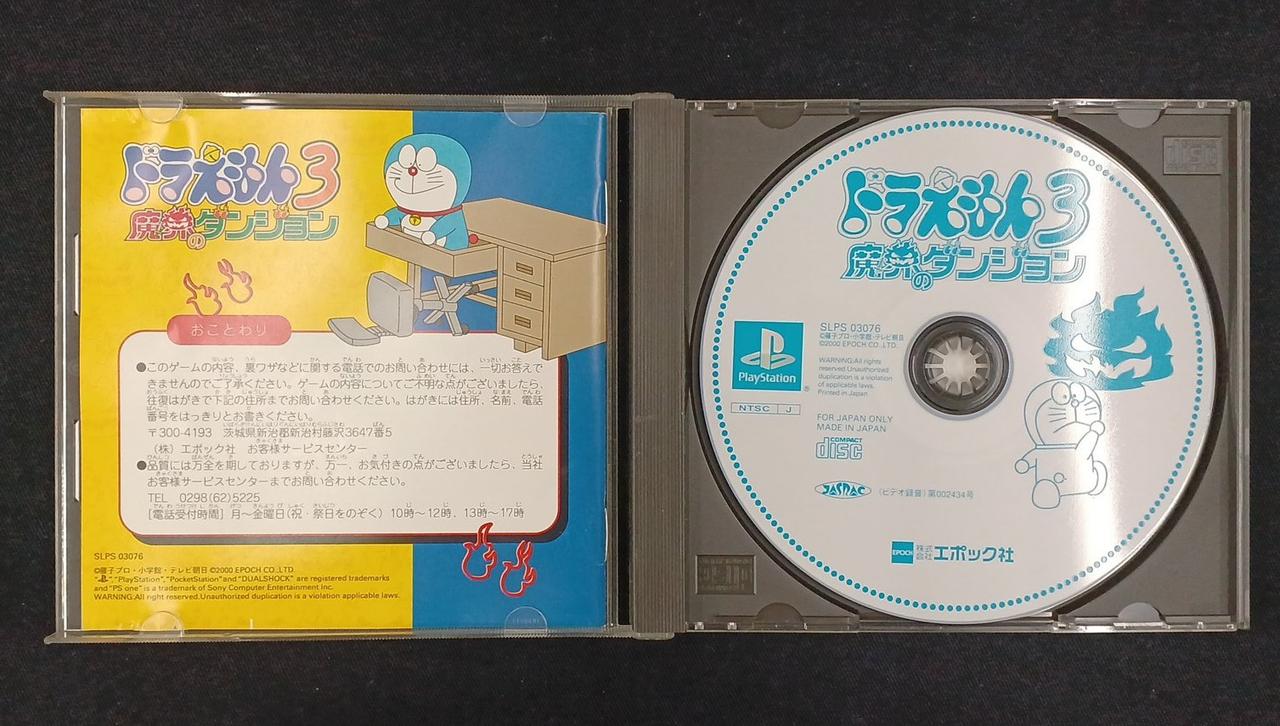 ドラえもん3
魔界のダンジョン
おことわり
●このゲームの内容、裏ワザなどに関する電話でのお問い合わせには、一切お答えで
きませんのでご了承ください。ゲームの内容についてご不明な点がございましたら、
往復はがきで下記の住所までお問い合わせください。はがきには住所、名前、電話
番号をはっきりとお書きください。
〒300-4193 茨城県新治郡新治村藤沢3647番5
(株)エポック社 お客様サービスセンター
●品質には万全を期しておりますが、万一、お気付きの点がございましたら、当社
お客様サービスセンターまでお問い合わせください。
TEL 0298(62)5225
[電話受付時間] 月〜金曜日(祝・祭日をのぞく) 10時〜12時、13時〜17時
SLPS 03076
©藤子プロ・小学館・テレビ朝日 ©2000 EPOCH CO.,LTD.
" ", "PlayStation", "PocketStation" and "DUALSHOCK" are registered trademarks
and "PS one" is a trademark of Sony Computer Entertainment Inc.
WARNING:All rights reserved.Unauthorized duplication is a violation applicable laws.
ドラえもん3
魔界のダンジョン
PlayStation
NTSC J
SLPS 03076
©藤子プロ・小学館・テレビ朝日
©2000 EPOCH CO.,LTD.
WARNING:All rights
reserved.Unauthorized
duplication is a violation
of applicable laws.
Printed in Japan
FOR JAPAN ONLY
MADE IN JAPAN
COMPACT
disc
JASRAC (ビデオ録音)第002434号
EPOCH 株式会社 エポック社
disc